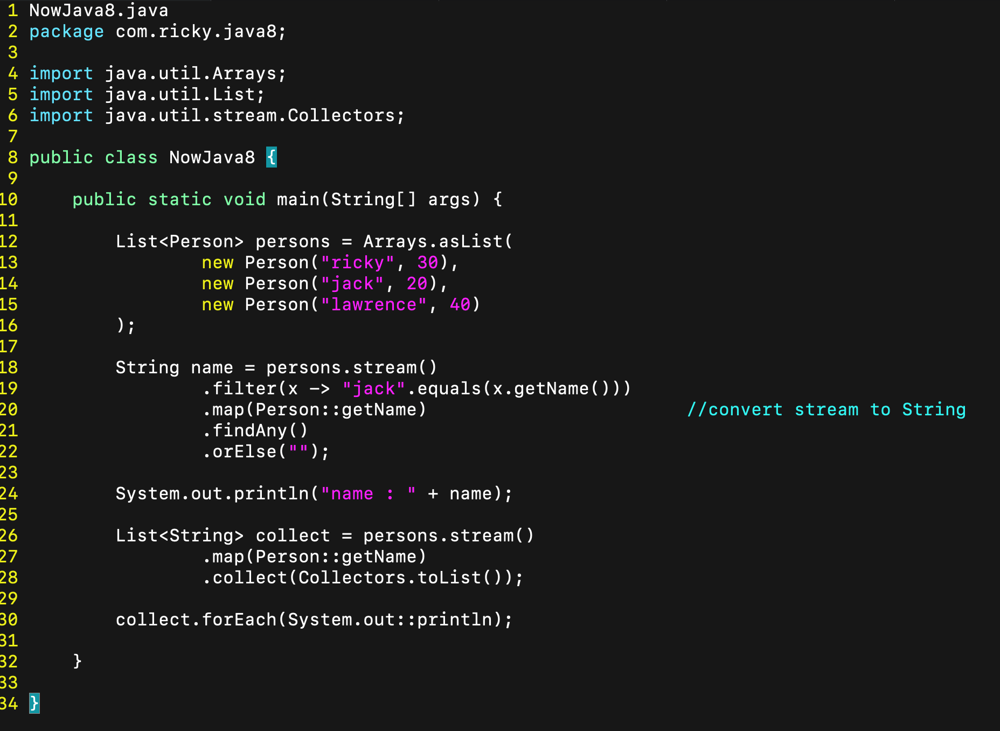 1 NowJava8.java
2 package com.ricky.java8;
3
4 import java.util.Arrays;
5 import java.util.List;
6 import java.util.stream.Collectors;
7
8 public class NowJava8 {
9
10     public static void main(String[] args) {
11
12         List<Person> persons = Arrays.asList(
13                 new Person("ricky", 30),
14                 new Person("jack", 20),
15                 new Person("lawrence", 40)
16         );
17
18         String name = persons.stream()
19                 .filter(x -> "jack".equals(x.getName()))
20                 .map(Person::getName)                        //convert stream to String
21                 .findAny()
22                 .orElse("");
23
24         System.out.println("name : " + name);
25
26         List<String> collect = persons.stream()
27                 .map(Person::getName)
28                 .collect(Collectors.toList());
29
30         collect.forEach(System.out::println);
31
32     }
33
34 }